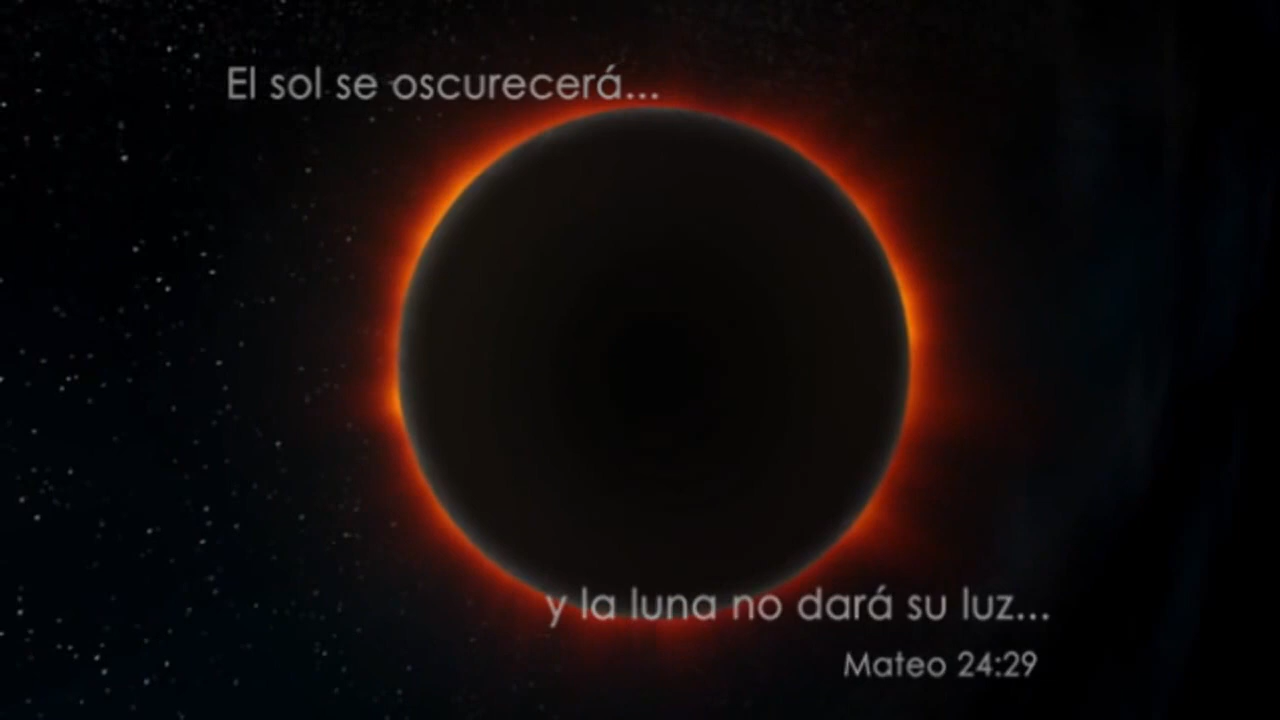 El sol se oscurecerá...
y la luna no dará su luz...
Mateo 24:29